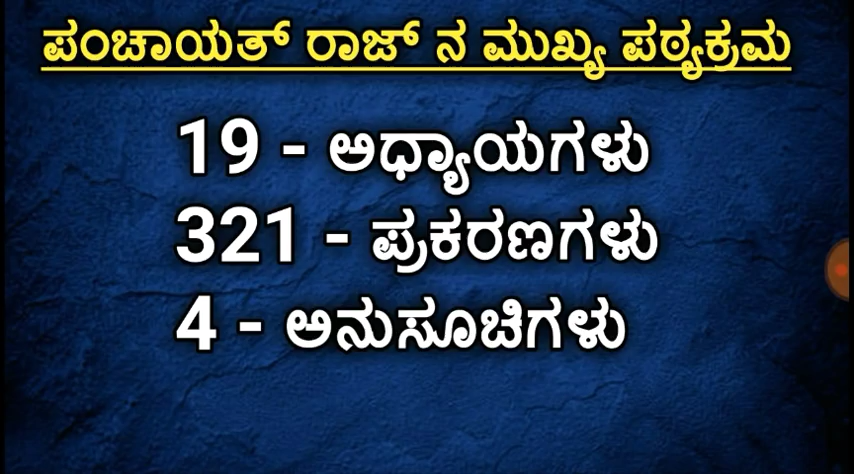 ಪಂಚಾಯತ್ ರಾಜ್ ನ ಮುಖ್ಯ ಪಠ್ಯಕ್ರಮ
19 - ಅಧ್ಯಾಯಗಳು
321 - ಪ್ರಕರಣಗಳು
4 - ಅನುಸೂಚಿಗಳು